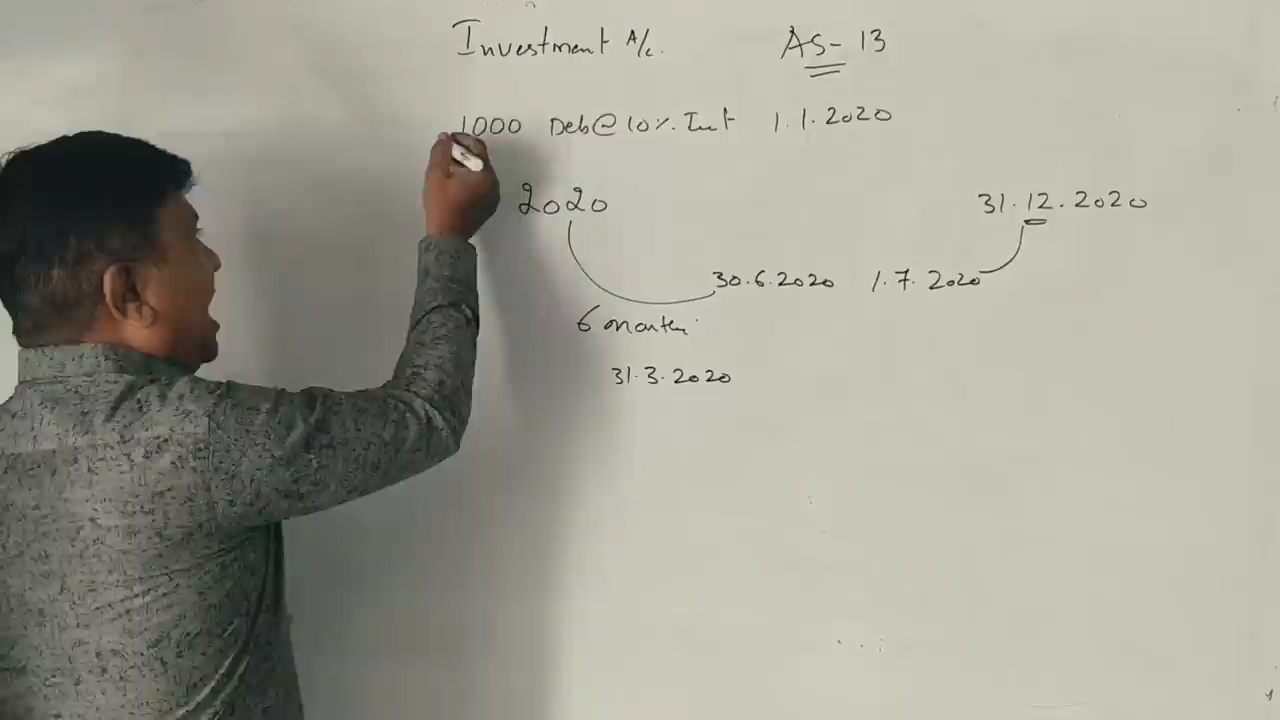 Investment A/c. AS-13
1000 Deb@10%. Int 1.1.2020
2020 31.12.2020
30.6.2020 1.7.2020
6 months
31.3.2020